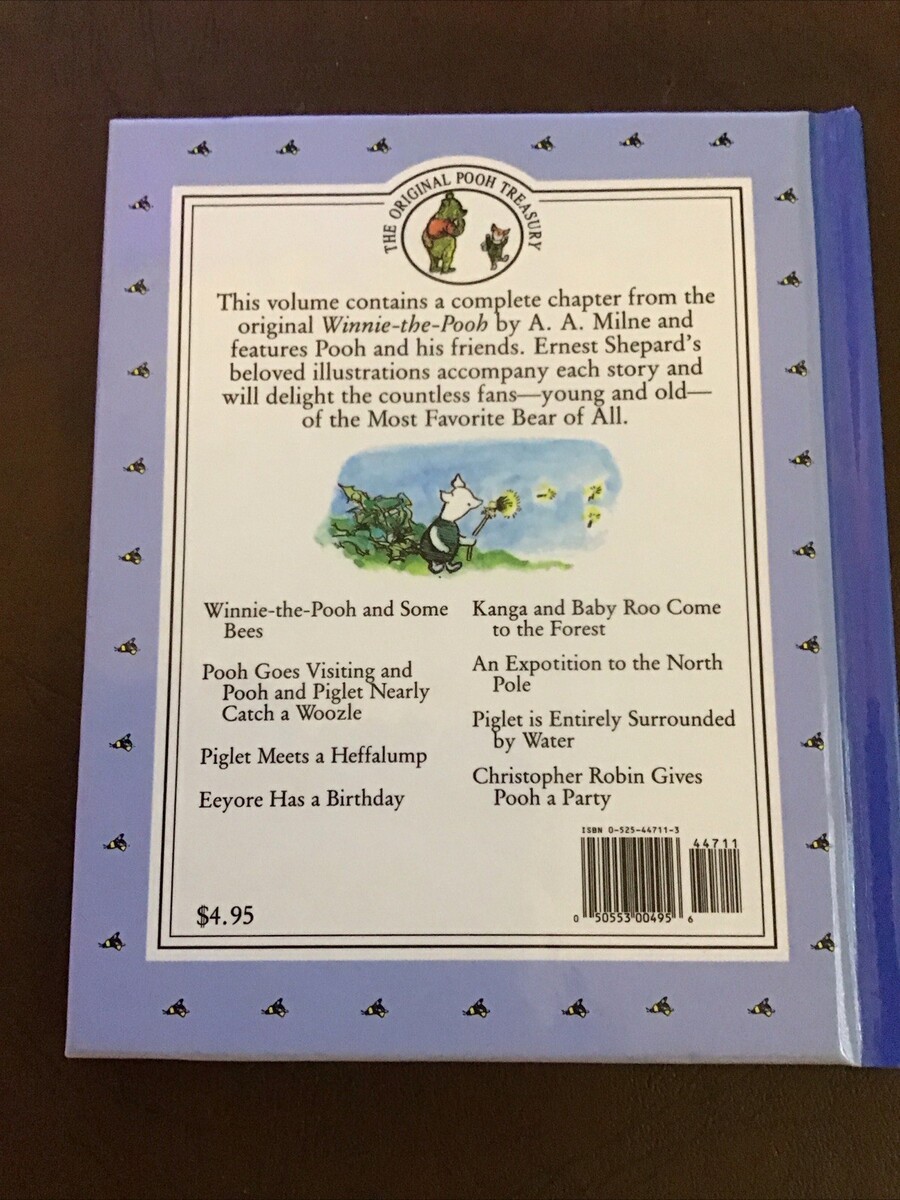 THE ORIGINAL POOH TREASURY
This volume contains a complete chapter from the
original Winnie-the-Pooh by A. A. Milne and
features Pooh and his friends. Ernest Shepard's
beloved illustrations accompany each story and
will delight the countless fans—young and old—
of the Most Favorite Bear of All.
Winnie-the-Pooh and Some
Bees
Pooh Goes Visiting and
Pooh and Piglet Nearly
Catch a Woozle
Piglet Meets a Heffalump
Eeyore Has a Birthday
Kanga and Baby Roo Come
to the Forest
An Expotition to the North
Pole
Piglet is Entirely Surrounded
by Water
Christopher Robin Gives
Pooh a Party
ISBN 0-525-44711-3
44711
0 50553 00495 6
$4.95